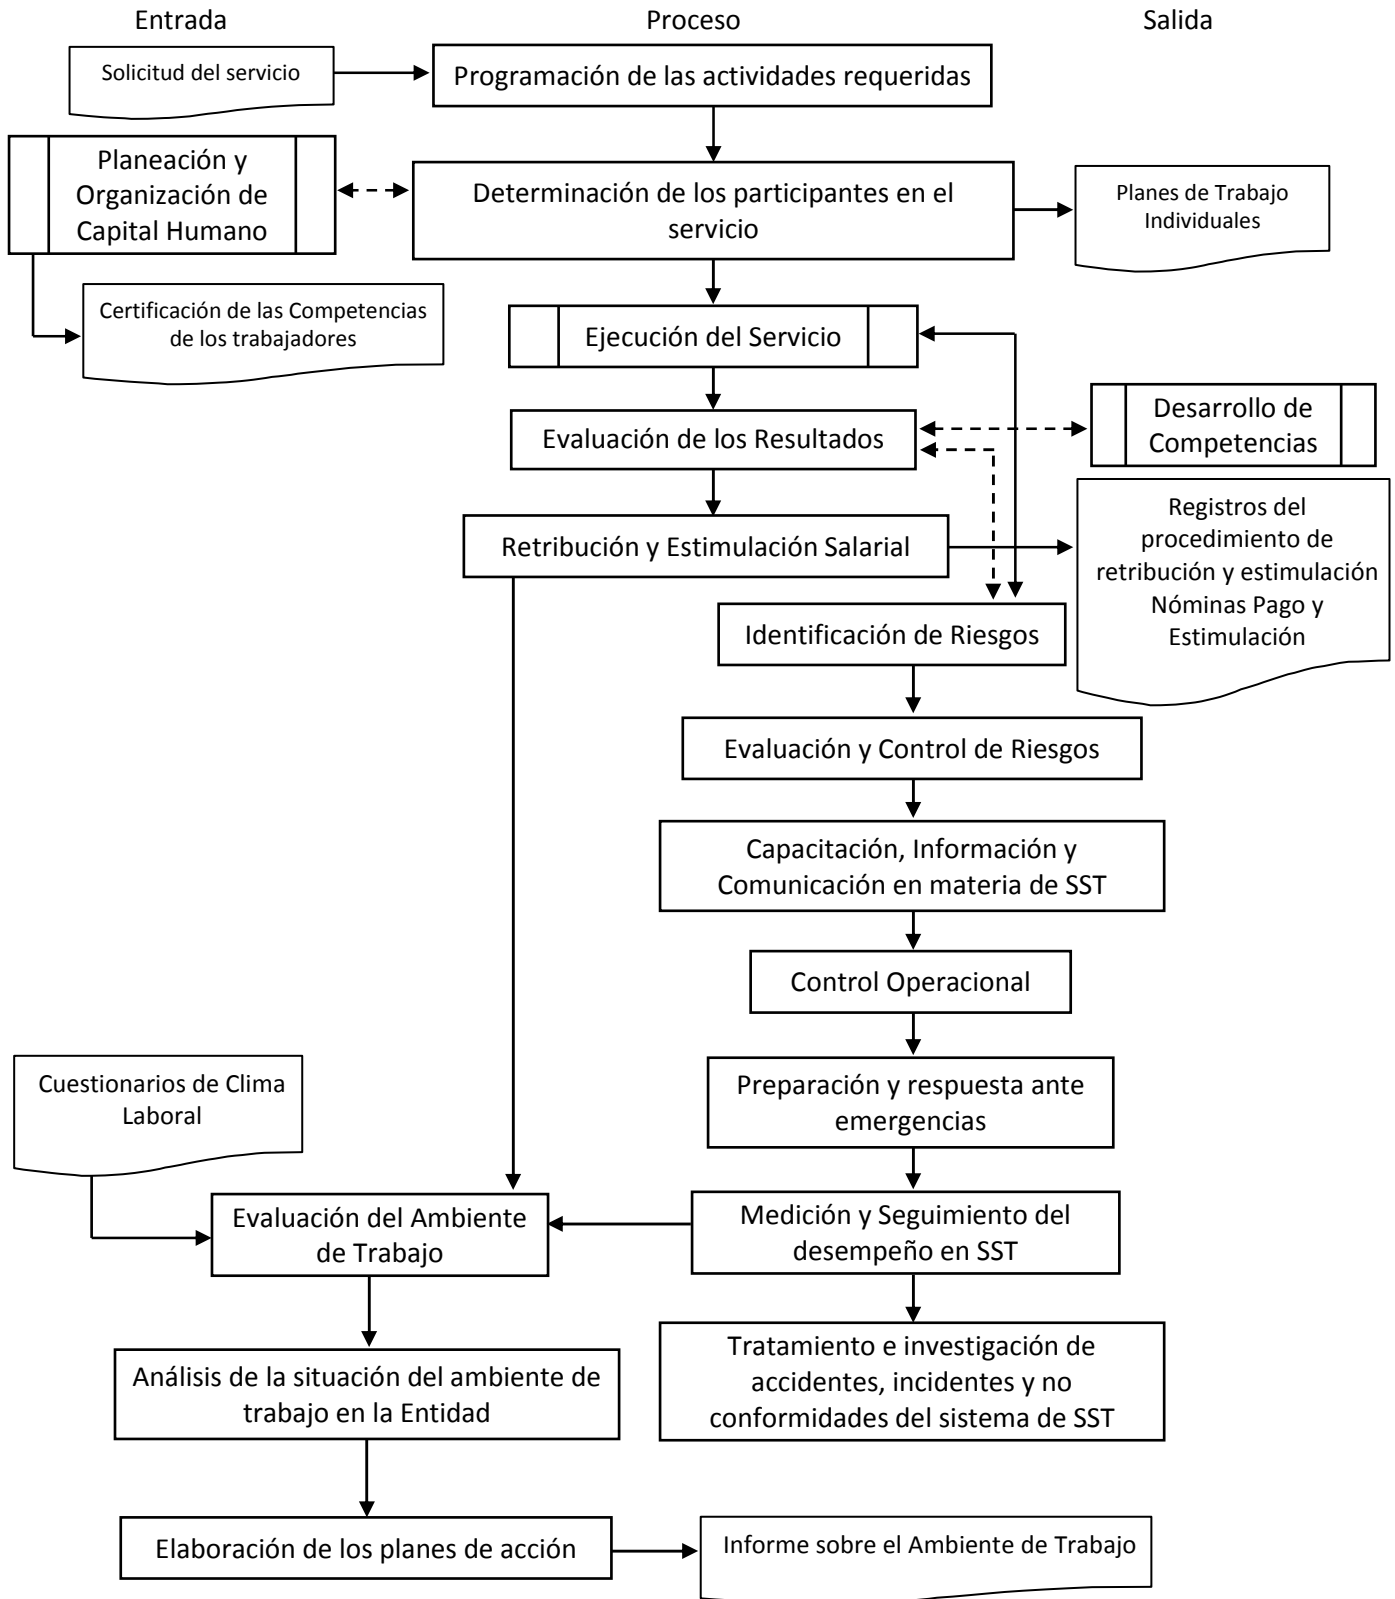 Entrada
Proceso
Salida
Solicitud del servicio
Programación de las actividades requeridas
Planeación y
Organización de
Capital Humano
Determinación de los participantes en el
servicio
Planes de Trabajo
Individuales
Certificación de las Competencias
de los trabajadores
Ejecución del Servicio
Evaluación de los Resultados
Desarrollo de
Competencias
Retribución y Estimulación Salarial
Registros del
procedimiento de
retribución y estimulación
Nóminas Pago y
Estimulación
Identificación de Riesgos
Evaluación y Control de Riesgos
Capacitación, Información y
Comunicación en materia de SST
Control Operacional
Cuestionarios de Clima
Laboral
Preparación y respuesta ante
emergencias
Evaluación del Ambiente
de Trabajo
Medición y Seguimiento del
desempeño en SST
Análisis de la situación del ambiente de
trabajo en la Entidad
Tratamiento e investigación de
accidentes, incidentes y no
conformidades del sistema de SST
Elaboración de los planes de acción
Informe sobre el Ambiente de Trabajo